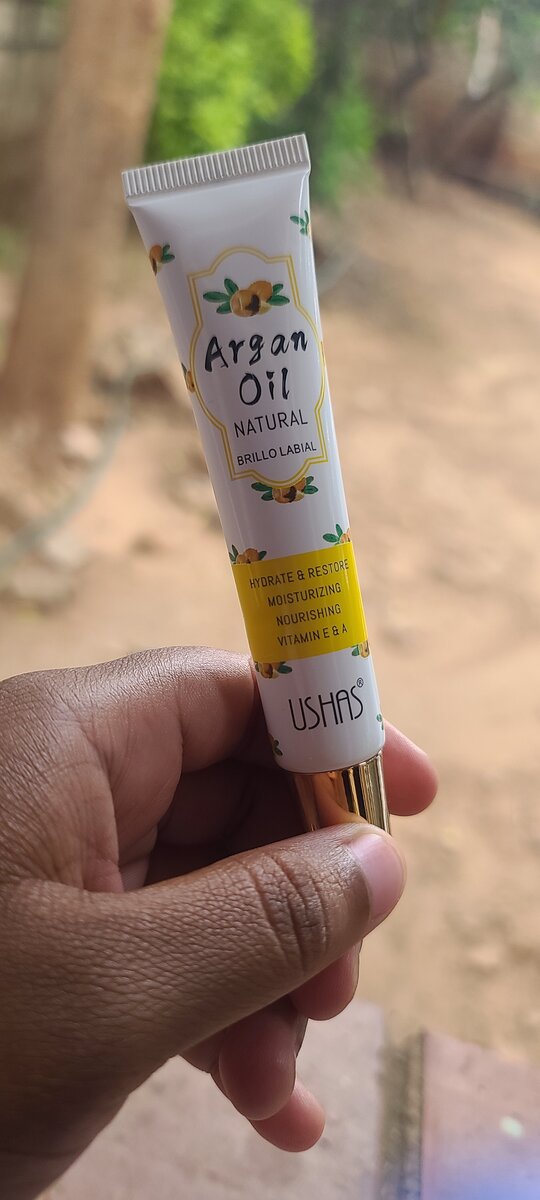 Argan
Oil
NATURAL
BRILLO LABIAL
HYDRATE & RESTORE
MOISTURIZING
NOURISHING
VITAMIN E & A
USHAS®